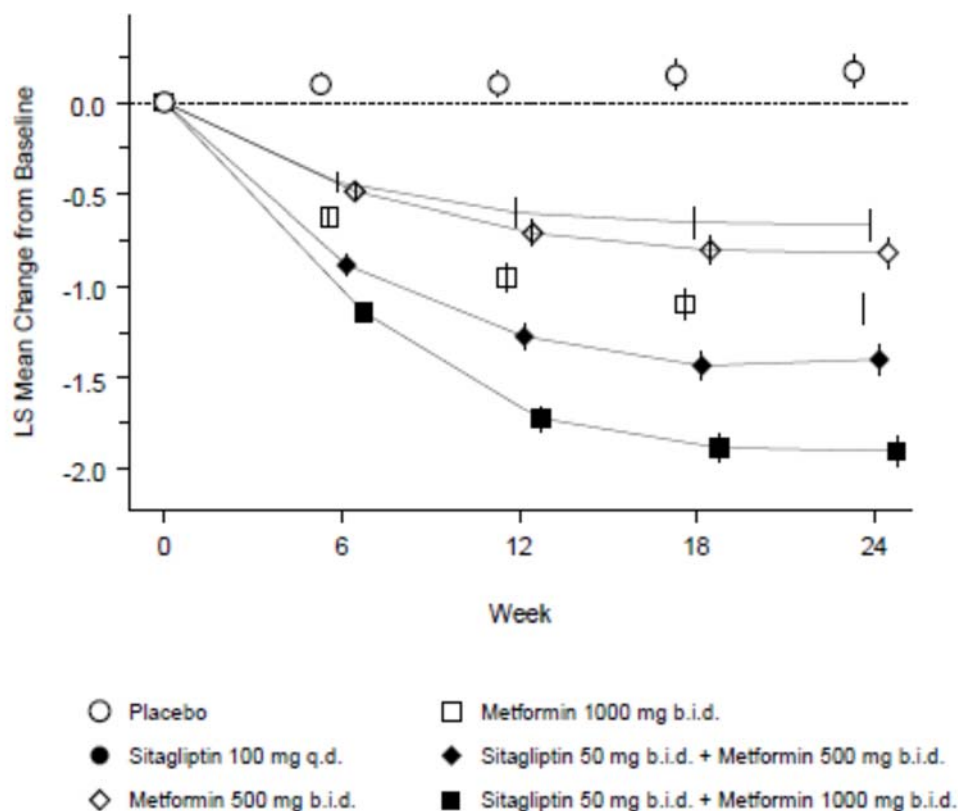 LS Mean Change from Baseline
0.0
-0.5
-1.0
-1.5
-2.0
0 6 12 18 24
Week
Placebo
Metformin 1000 mg b.i.d.
Sitagliptin 100 mg q.d.
Sitagliptin 50 mg b.i.d. + Metformin 500 mg b.i.d.
Metformin 500 mg b.i.d.
Sitagliptin 50 mg b.i.d. + Metformin 1000 mg b.i.d.